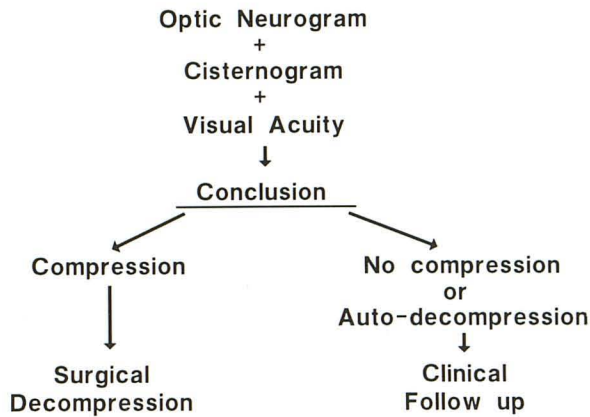 Optic Neurogram
+
Cisternogram
+
Visual Acuity
Conclusion
Compression
No compression
or
Auto-decompression
Surgical
Decompression
Clinical
Follow up